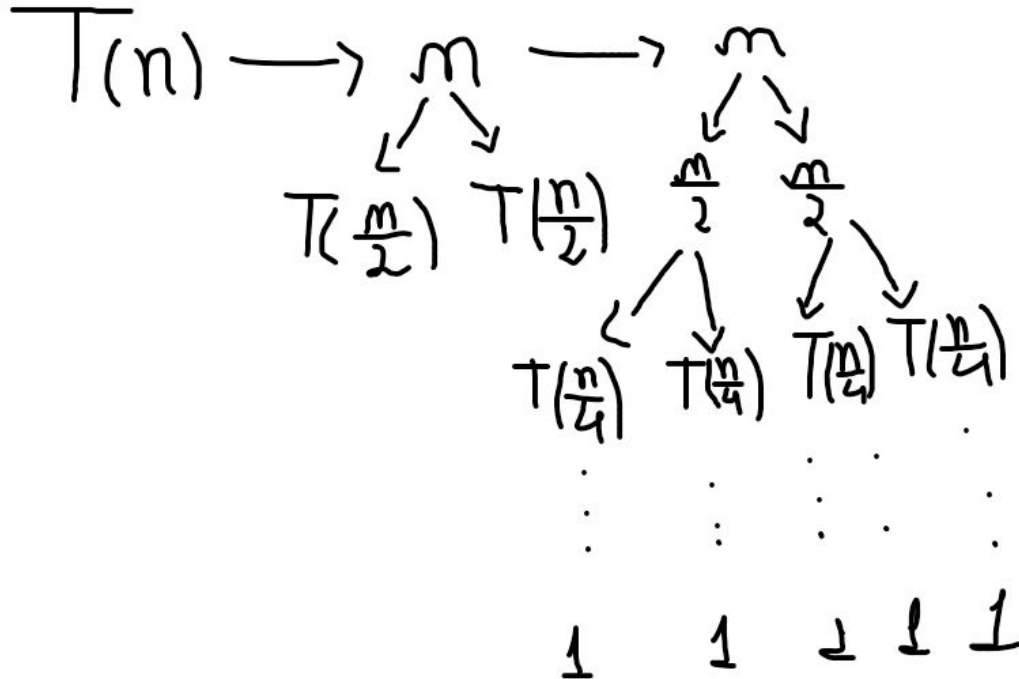 T(n) → n → n
T(n/2) T(n/2) n/2 n/2
T(n/4) T(n/4) T(n/4) T(n/4)
1 1 1 1 1